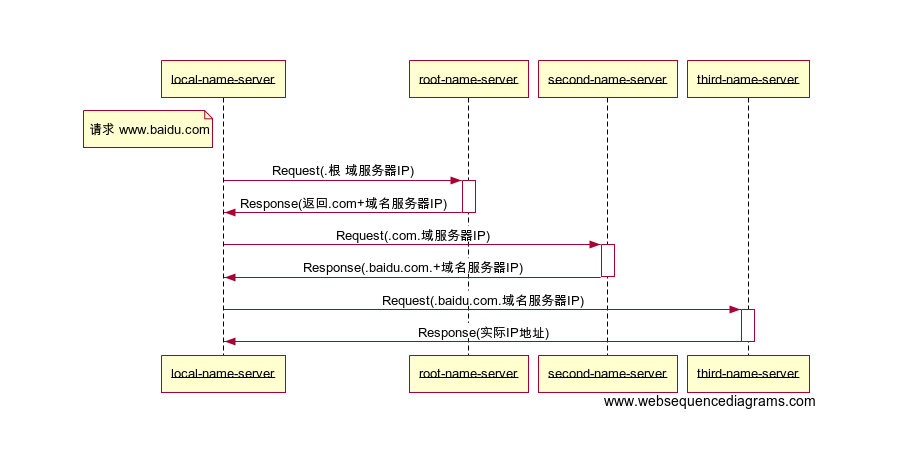 local-name-server
root-name-server
second-name-server
third-name-server
请求 www.baidu.com
Request(.根 域服务器IP)
Response(返回.com+域名服务器IP)
Request(.com.域服务器IP)
Response(.baidu.com.+域名服务器IP)
Request(.baidu.com.域名服务器IP)
Response(实际IP地址)
local-name-server
root-name-server
second-name-server
third-name-server
www.websequencediagrams.com